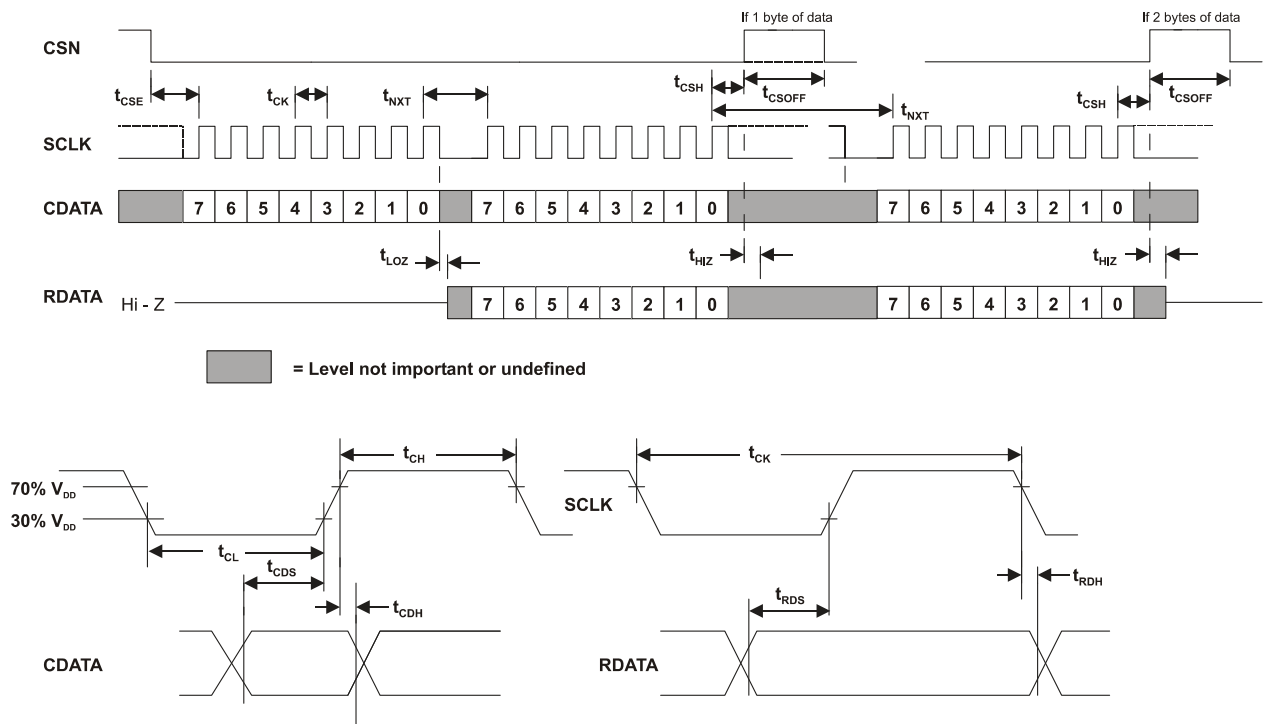 If 1 byte of data
If 2 bytes of data
CSN
tCSE
tCK
tNXT
tCSH
tCSOFF
tNXT
tCSH
tCSOFF
SCLK
CDATA
7 6 5 4 3 2 1 0
7 6 5 4 3 2 1 0
7 6 5 4 3 2 1 0
tLOZ
tHIZ
tHIZ
RDATA
Hi - Z
7 6 5 4 3 2 1 0
7 6 5 4 3 2 1 0
= Level not important or undefined
tCH
70% VDD
30% VDD
tCL
tCDS
tCDH
CDATA
tCK
SCLK
tRDH
tRDS
RDATA